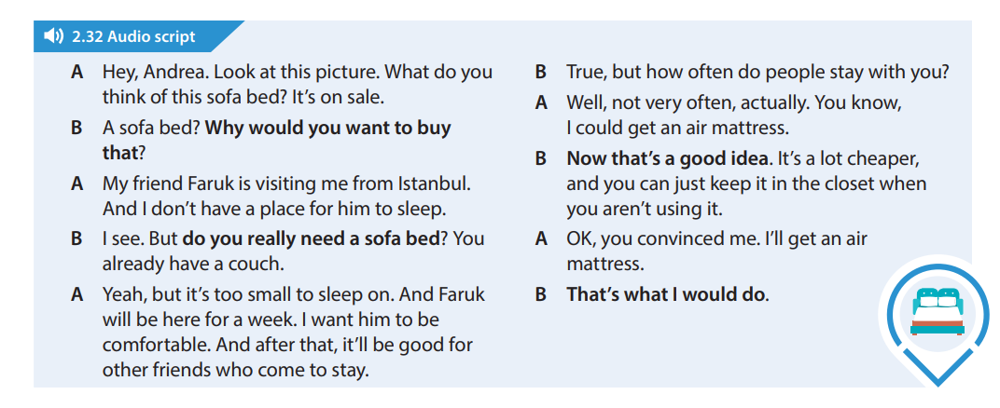 2.32 Audio script
A Hey, Andrea. Look at this picture. What do you
think of this sofa bed? It’s on sale.
B A sofa bed? Why would you want to buy
that?
A My friend Faruk is visiting me from Istanbul.
And I don’t have a place for him to sleep.
B I see. But do you really need a sofa bed? You
already have a couch.
A Yeah, but it’s too small to sleep on. And Faruk
will be here for a week. I want him to be
comfortable. And after that, it’ll be good for
other friends who come to stay.
B True, but how often do people stay with you?
A Well, not very often, actually. You know,
I could get an air mattress.
B Now that’s a good idea. It’s a lot cheaper,
and you can just keep it in the closet when
you aren’t using it.
A OK, you convinced me. I’ll get an air
mattress.
B That’s what I would do.